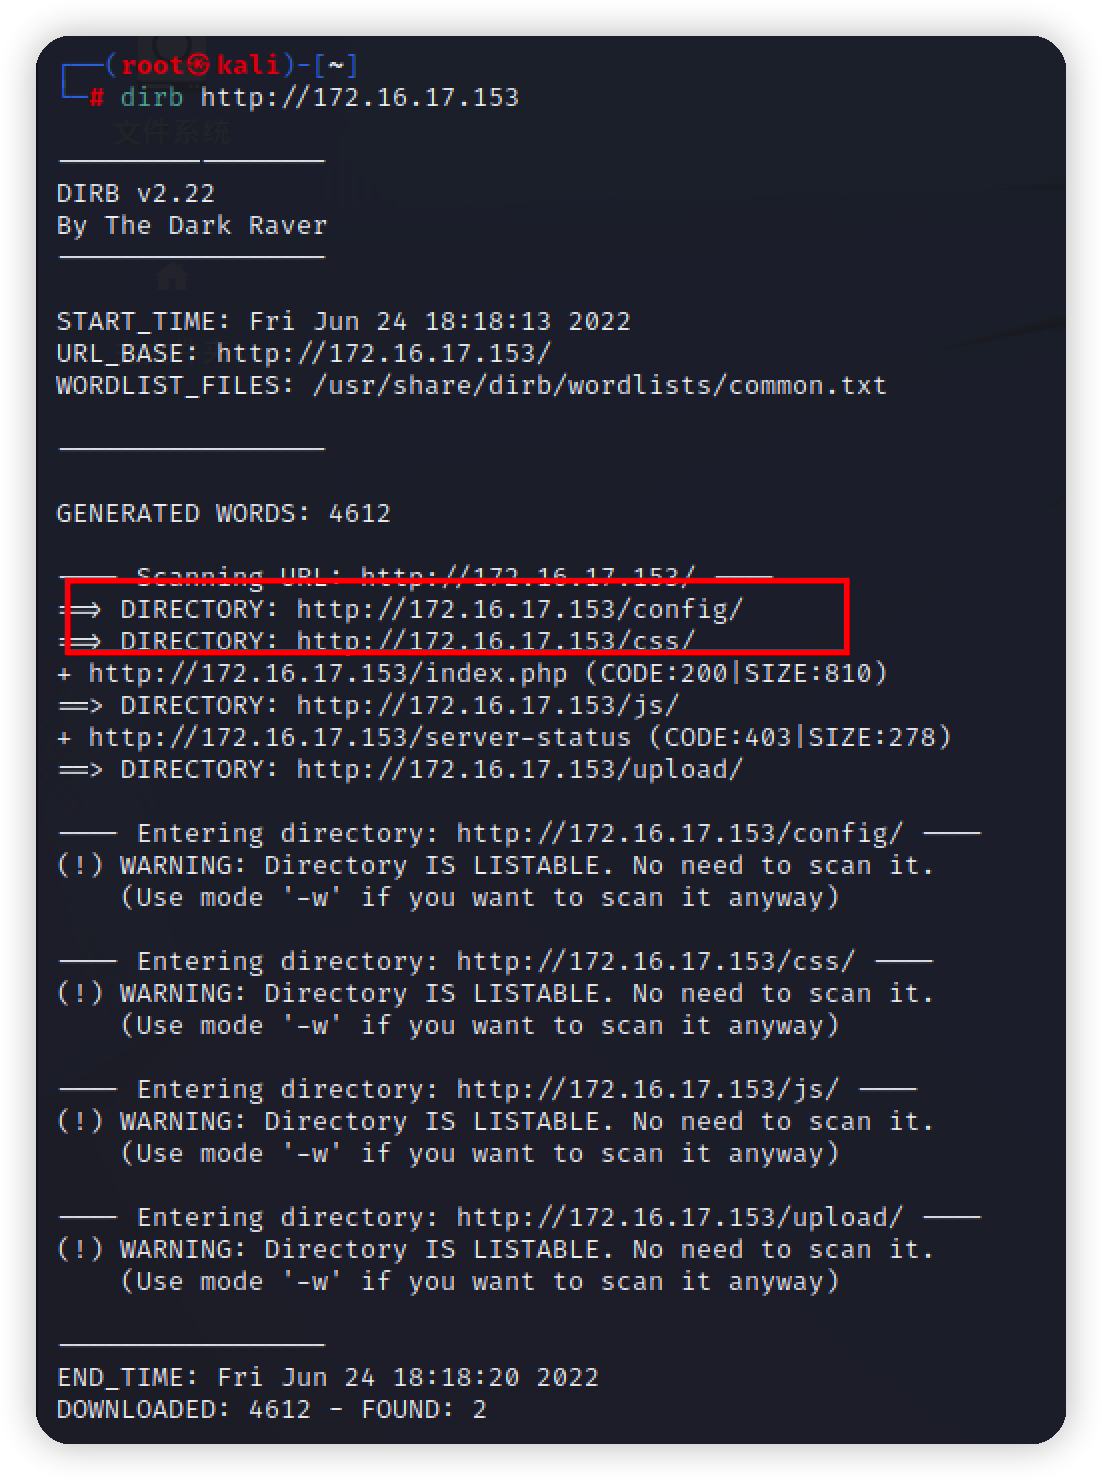 ┌──(root㉿kali)-[~]
└─# dirb http://172.16.17.153
文件系统
DIRB v2.22
By The Dark Raver
START_TIME: Fri Jun 24 18:18:13 2022
URL_BASE: http://172.16.17.153/
WORDLIST_FILES: /usr/share/dirb/wordlists/common.txt
GENERATED WORDS: 4612
---- Scanning URL: http://172.16.17.153/ ----
==> DIRECTORY: http://172.16.17.153/config/
==> DIRECTORY: http://172.16.17.153/css/
+ http://172.16.17.153/index.php (CODE:200|SIZE:810)
==> DIRECTORY: http://172.16.17.153/js/
+ http://172.16.17.153/server-status (CODE:403|SIZE:278)
==> DIRECTORY: http://172.16.17.153/upload/
---- Entering directory: http://172.16.17.153/config/ ----
(!) WARNING: Directory IS LISTABLE. No need to scan it.
(Use mode '-w' if you want to scan it anyway)
---- Entering directory: http://172.16.17.153/css/ ----
(!) WARNING: Directory IS LISTABLE. No need to scan it.
(Use mode '-w' if you want to scan it anyway)
---- Entering directory: http://172.16.17.153/js/ ----
(!) WARNING: Directory IS LISTABLE. No need to scan it.
(Use mode '-w' if you want to scan it anyway)
---- Entering directory: http://172.16.17.153/upload/ ----
(!) WARNING: Directory IS LISTABLE. No need to scan it.
(Use mode '-w' if you want to scan it anyway)
END_TIME: Fri Jun 24 18:18:20 2022
DOWNLOADED: 4612 - FOUND: 2